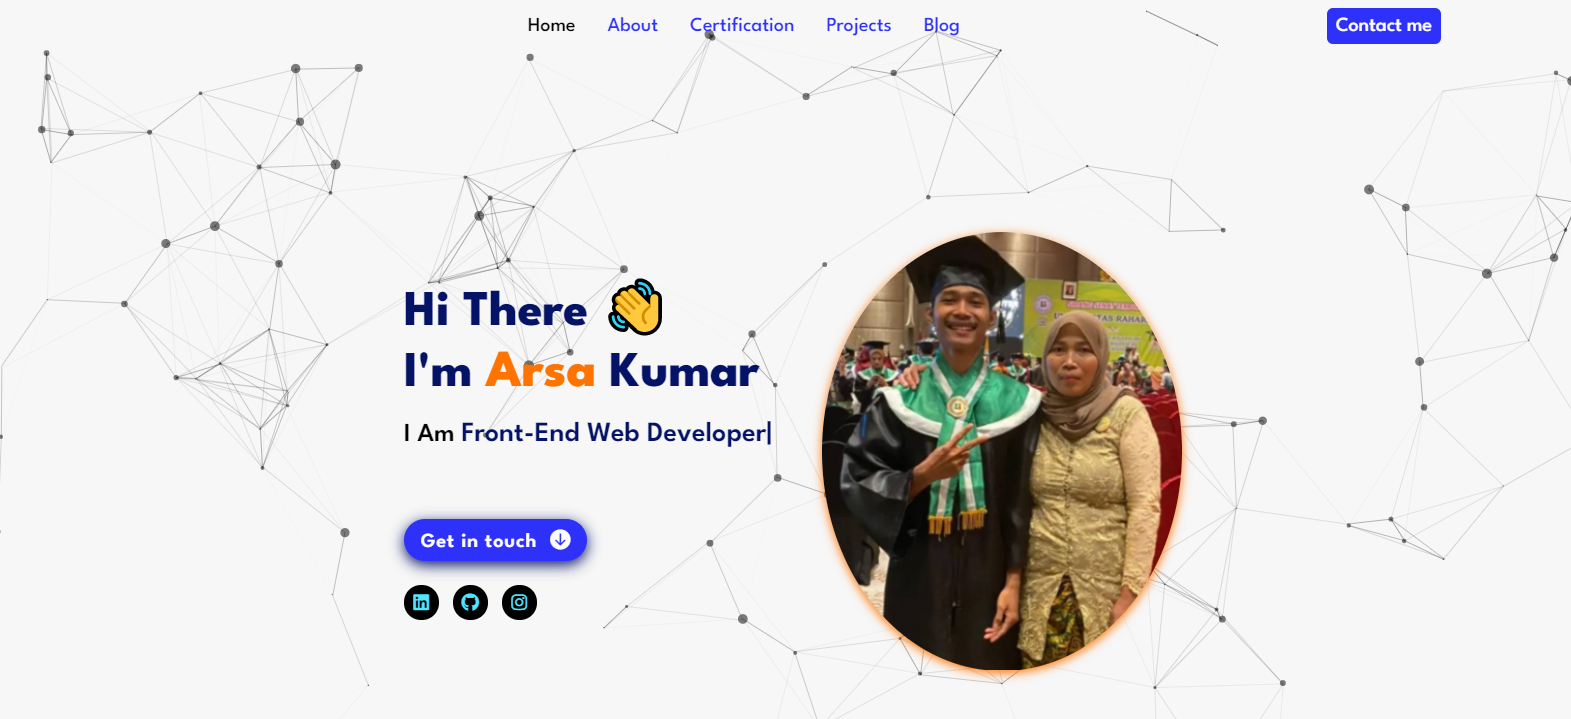 Home About Certification Projects Blog Contact me
Hi There
I'm Arsa Kumar
I Am Front-End Web Developer|
Get in touch
in